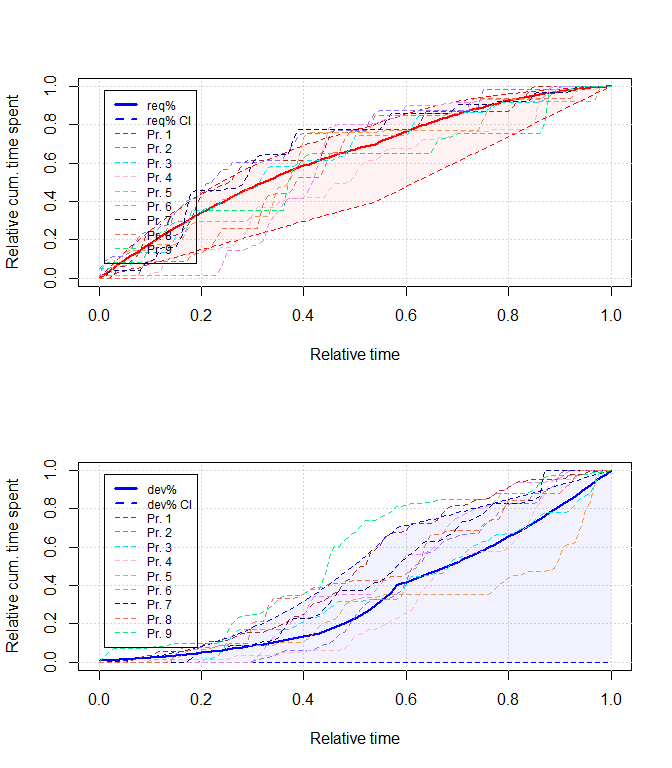 Relative cum. time spent
0.0 0.2 0.4 0.6 0.8 1.0
req%
req% CI
Pr. 1
Pr. 2
Pr. 3
Pr. 4
Pr. 5
Pr. 6
Pr. 7
Pr. 8
Pr. 9
0.0 0.2 0.4 0.6 0.8 1.0
Relative time
Relative cum. time spent
0.0 0.2 0.4 0.6 0.8 1.0
dev%
dev% CI
Pr. 1
Pr. 2
Pr. 3
Pr. 4
Pr. 5
Pr. 6
Pr. 7
Pr. 8
Pr. 9
0.0 0.2 0.4 0.6 0.8 1.0
Relative time